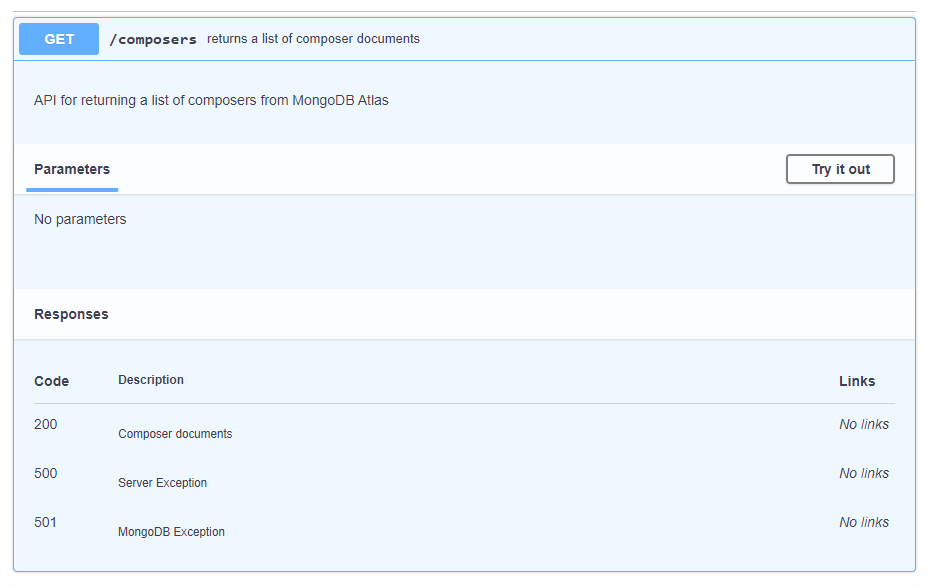 GET /composers returns a list of composer documents
API for returning a list of composers from MongoDB Atlas
Parameters Try it out
No parameters
Responses
Code Description Links
200 Composer documents No links
500 Server Exception No links
501 MongoDB Exception No links